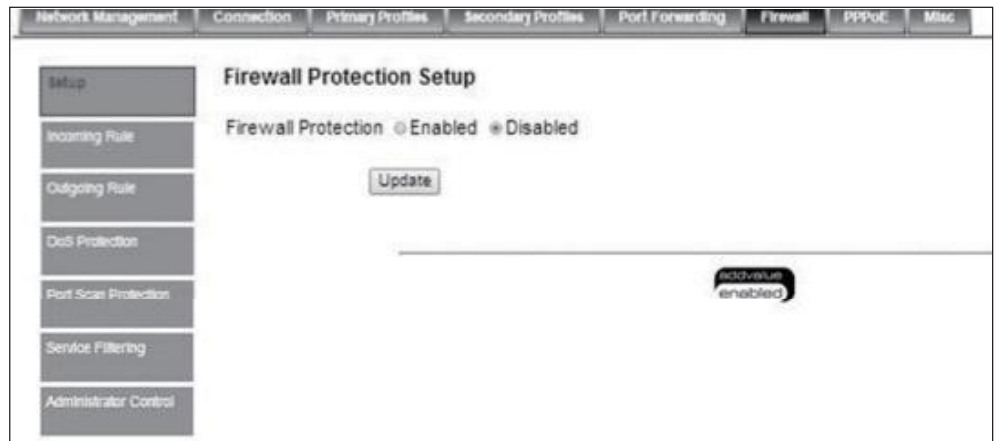 Network Management Connection Primary Profiles Secondary Profiles Port Forwarding Firewall PPPoE Misc
Setup
Incoming Rule
Outgoing Rule
DoS Protection
Port Scan Protection
Service Filtering
Administrator Control
Firewall Protection Setup
Firewall Protection Enabled Disabled
Update
addvalue
enabled